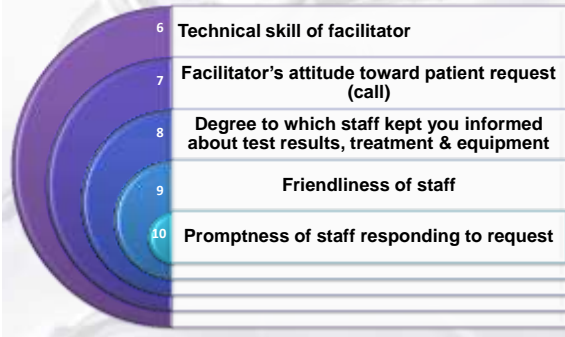 6 Technical skill of facilitator
7 Facilitator’s attitude toward patient request
(call)
8 Degree to which staff kept you informed
about test results, treatment & equipment
9 Friendliness of staff
10 Promptness of staff responding to request